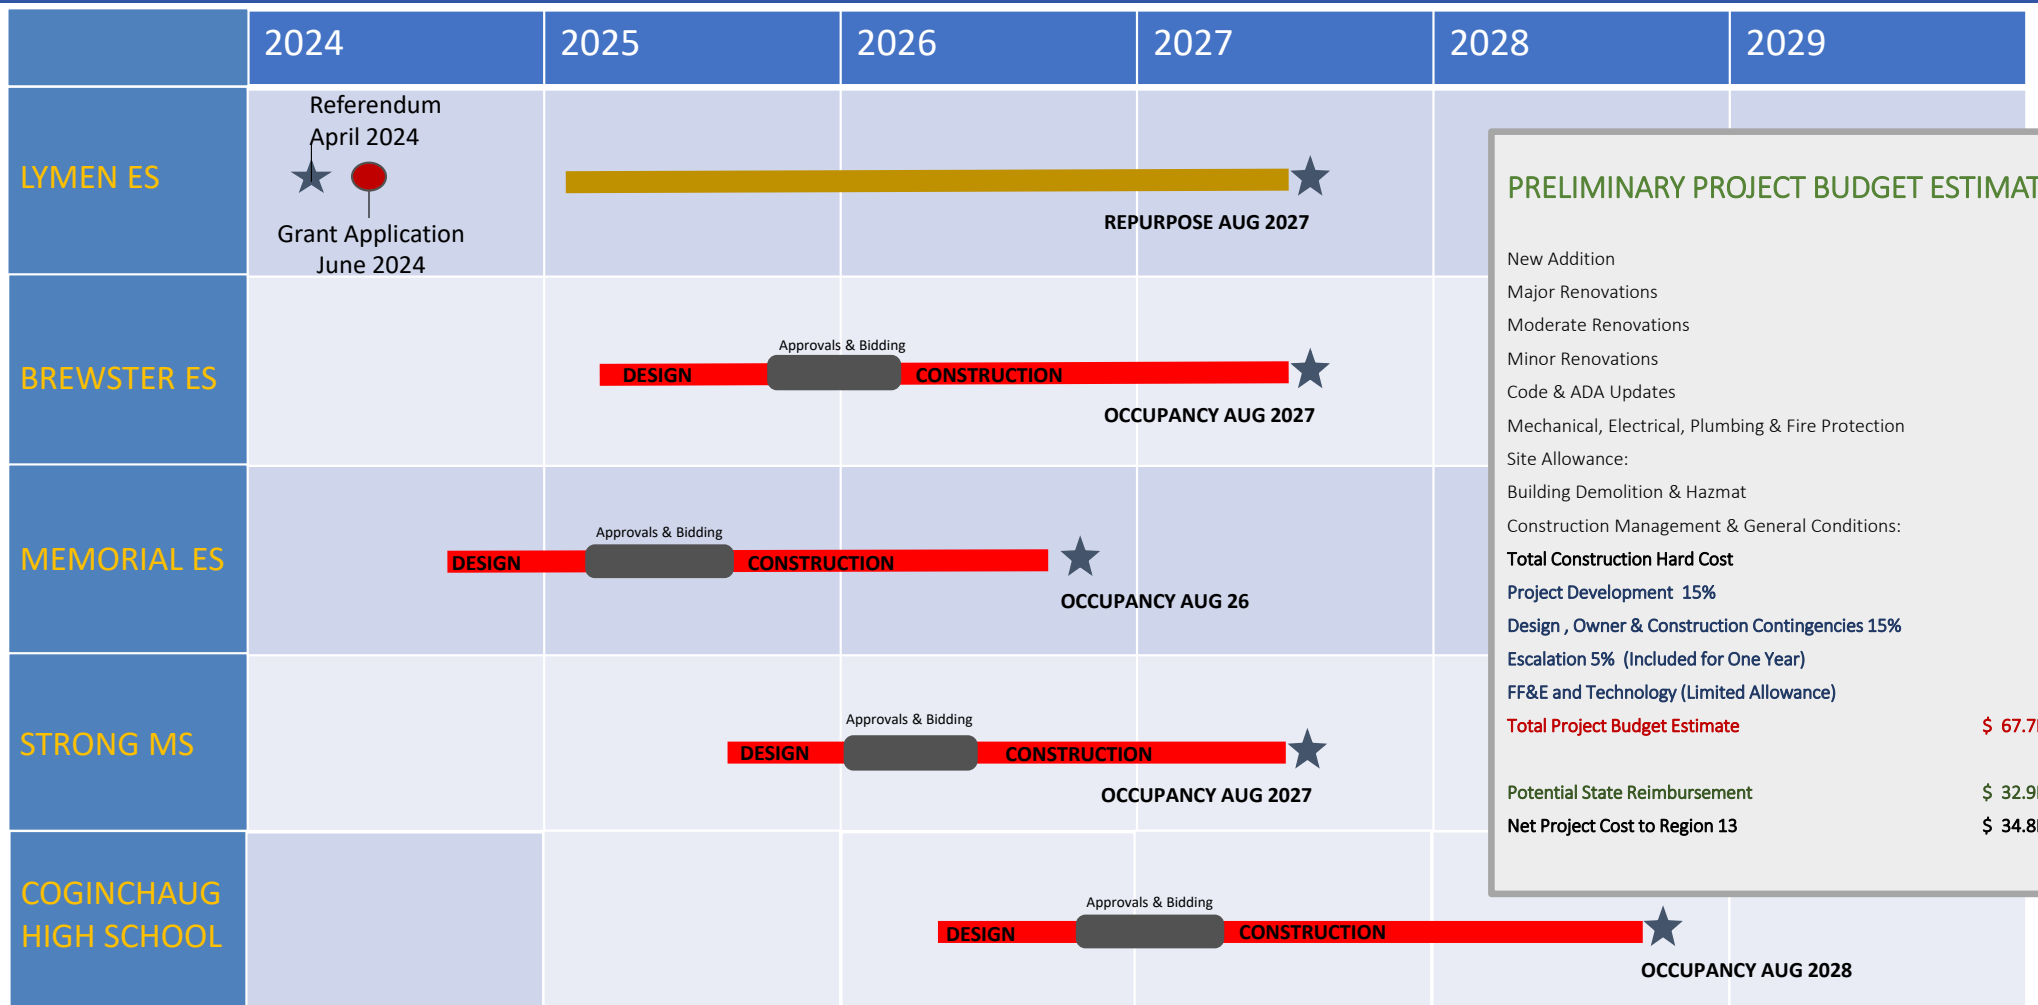 2024
2025
2026
2027
2028
2029
LYMEN ES
Referendum
April 2024
Grant Application
June 2024
REPURPOSE AUG 2027
BREWSTER ES
Approvals & Bidding
DESIGN
CONSTRUCTION
OCCUPANCY AUG 2027
MEMORIAL ES
Approvals & Bidding
DESIGN
CONSTRUCTION
OCCUPANCY AUG 26
STRONG MS
Approvals & Bidding
DESIGN
CONSTRUCTION
OCCUPANCY AUG 2027
COGINCHAUG
HIGH SCHOOL
Approvals & Bidding
DESIGN
CONSTRUCTION
OCCUPANCY AUG 2028
PRELIMINARY PROJECT BUDGET ESTIMAT
New Addition
Major Renovations
Moderate Renovations
Minor Renovations
Code & ADA Updates
Mechanical, Electrical, Plumbing & Fire Protection
Site Allowance:
Building Demolition & Hazmat
Construction Management & General Conditions:
Total Construction Hard Cost
Project Development 15%
Design , Owner & Construction Contingencies 15%
Escalation 5% (Included for One Year)
FF&E and Technology (Limited Allowance)
Total Project Budget Estimate $ 67.7
Potential State Reimbursement $ 32.9
Net Project Cost to Region 13 $ 34.8